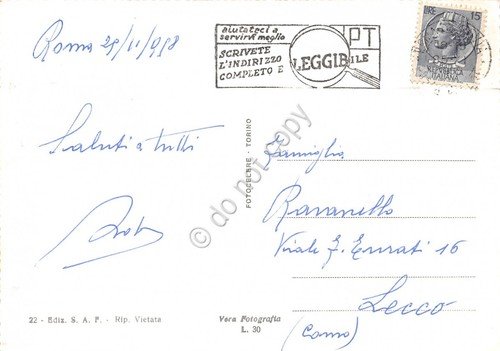 Roma 29/11/958
aiutateci a
servirvi meglio
SCRIVETE
L'INDIRIZZO
COMPLETO E LEGGIBILE
PT
15
Saluti a tutti
FOTOCELERE - TORINO
do not copy
Famiglia
Ravanello
Viale F.
16
Lecco
(Como)
22 - Ediz. S. A. F. - Rip. Vietata
Vera Fotografia
L. 30